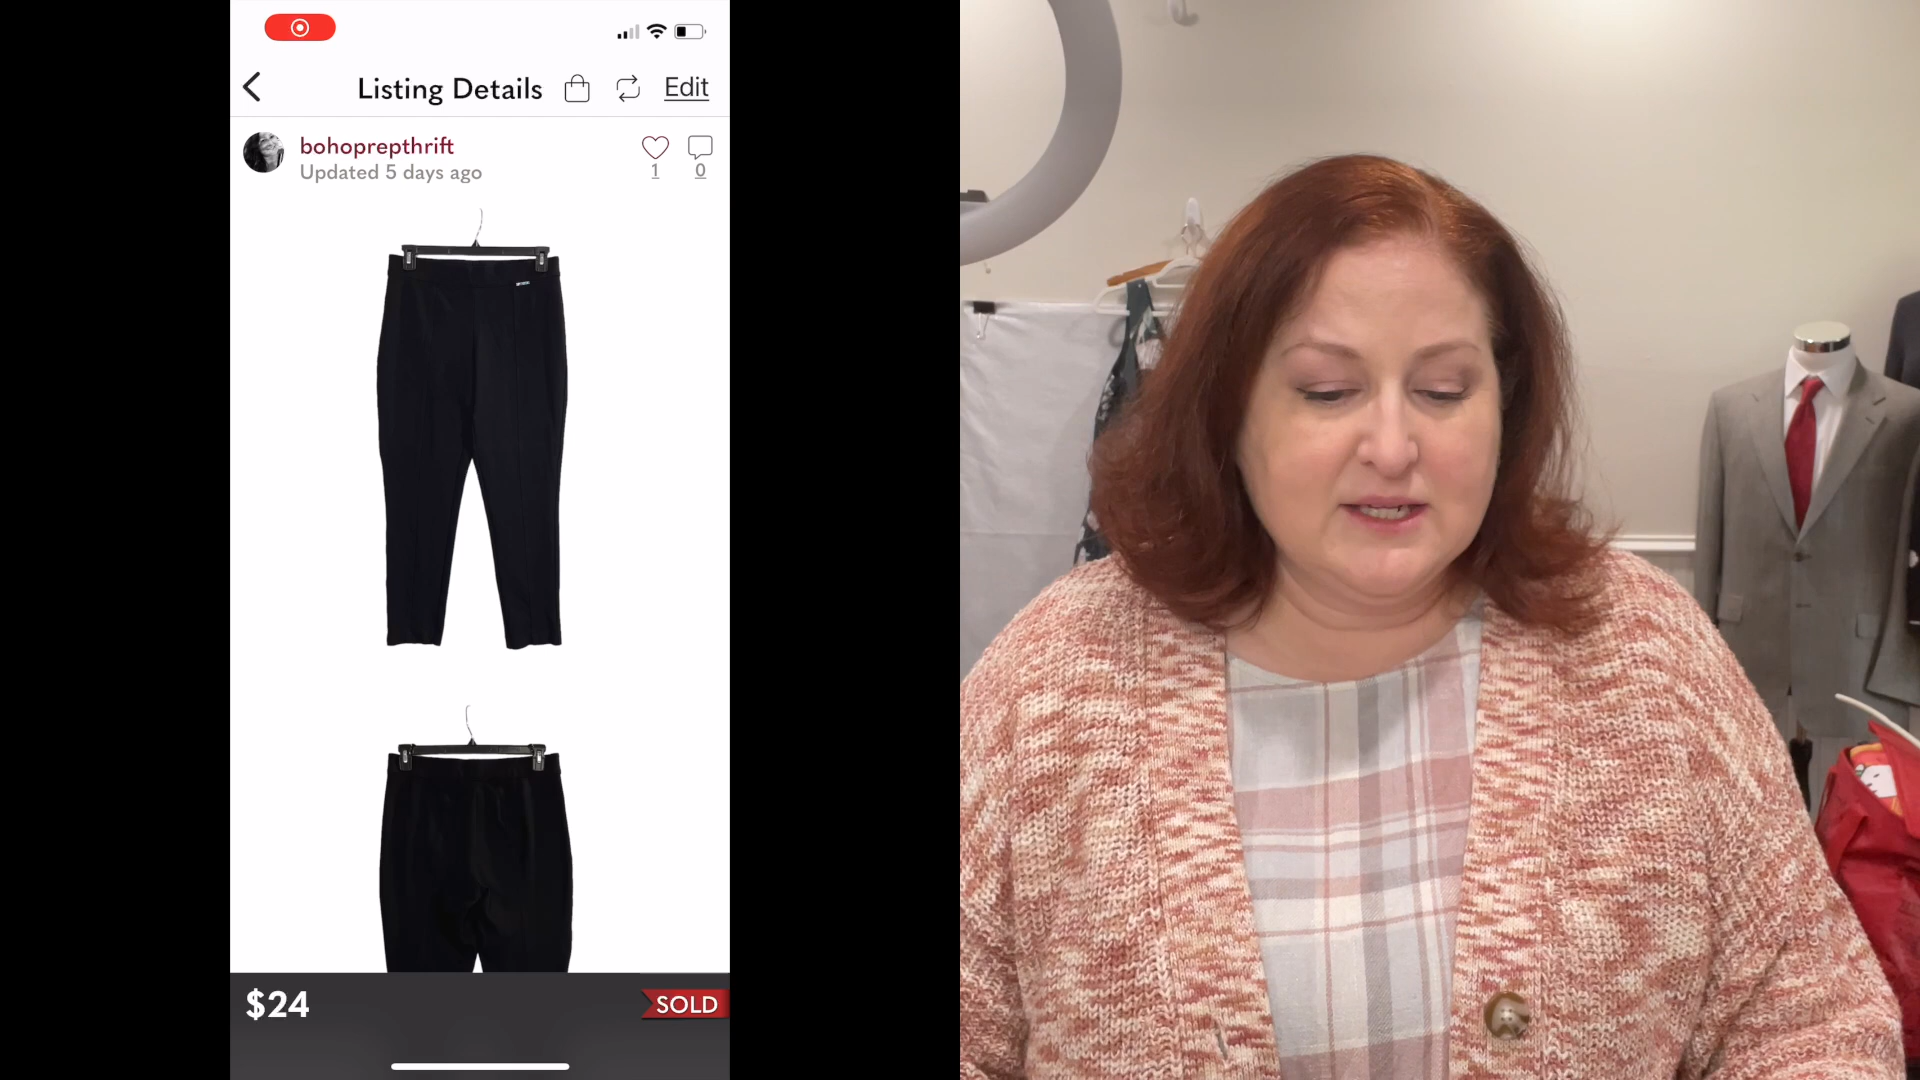 Listing Details
Edit
bohoprepthrift
Updated 5 days ago
1
0
$24
SOLD